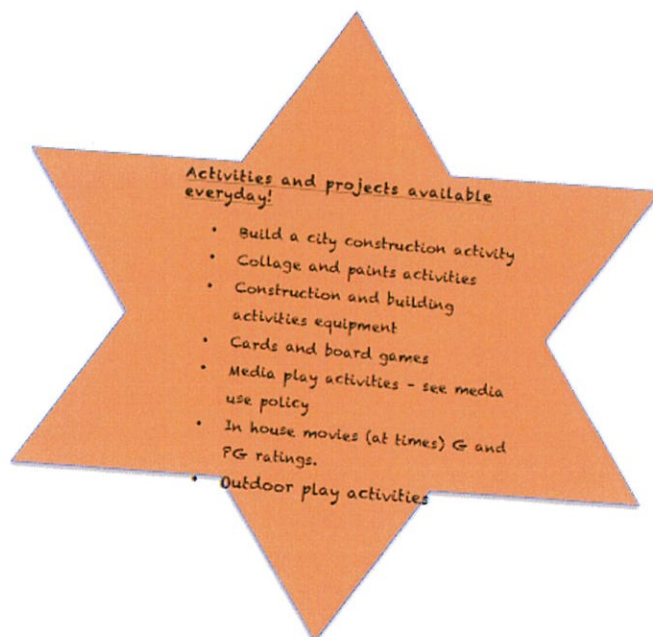 Activities and projects available
everyday!
• Build a city construction activity
• Collage and paints activities
• Construction and building
activities equipment
• Cards and board games
• Media play activities - see media
use policy
• In house movies (at times) G and
PG ratings.
• Outdoor play activities